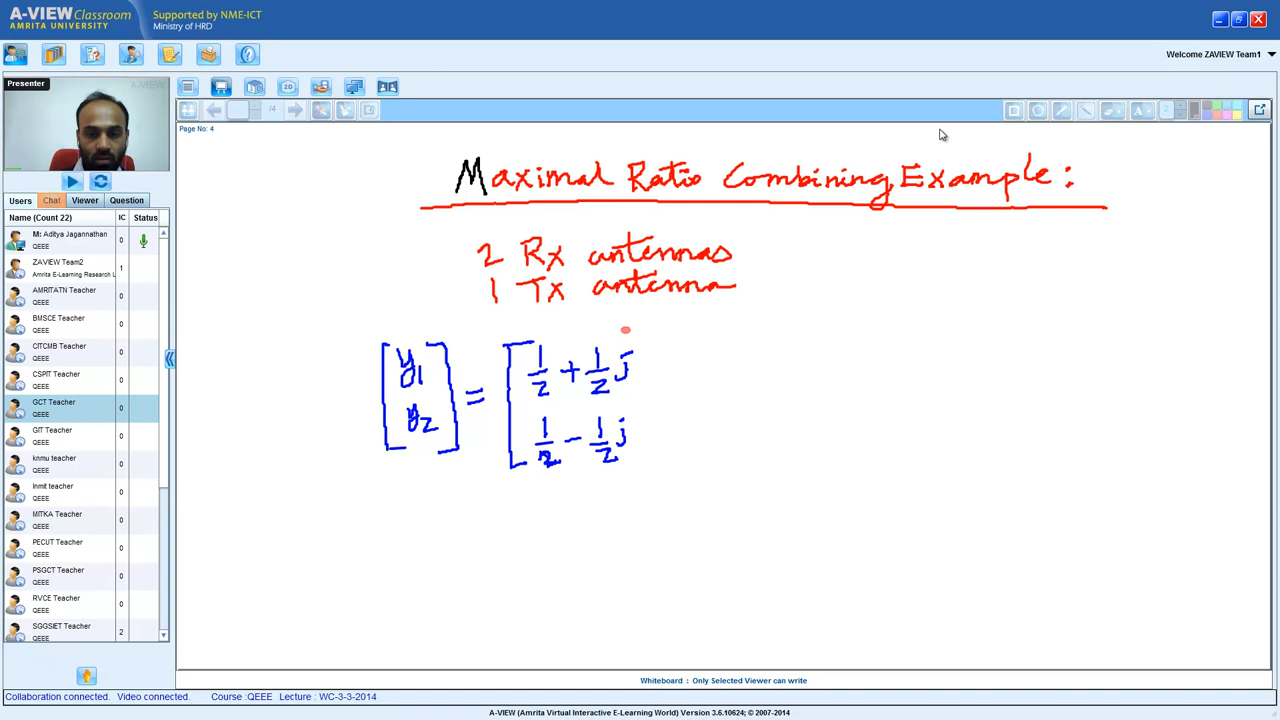 A-VIEW Classroom
AMRITA UNIVERSITY
Supported by NME-ICT
Ministry of HRD
Welcome ZAVIEW Team1
Presenter
A-VIEW
2D
/4
A
2
Page No: 4
Users Chat Viewer Question
Name (Count 22) IC Status
M: Aditya Jagannathan 0
QEEE
ZAVIEW Team2
Amrita E-Learning Research L 1
AMRITATN Teacher
QEEE 0
BMSCE Teacher
QEEE 0
CITCMB Teacher
QEEE 0
CSPIT Teacher
QEEE 0
GCT Teacher
QEEE 0
GIT Teacher
QEEE 0
knmu teacher
QEEE 0
lnmit teacher
QEEE 0
MITKA Teacher
QEEE 0
PECUT Teacher
QEEE 0
PSGCT Teacher
QEEE 0
RVCE Teacher
QEEE 0
SGGSIET Teacher
QEEE 2
Maximal Ratio Combining Example:
2 Rx antennas
1 Tx antenna
[y1 y2] = [1/2 + 1/2 j
1/2 - 1/2 j
Whiteboard : Only Selected Viewer can write
Collaboration connected. Video connected. Course :QEEE Lecture : WC-3-3-2014
A-VIEW (Amrita Virtual Interactive E-Learning World) Version 3.6.10624; © 2007-2014